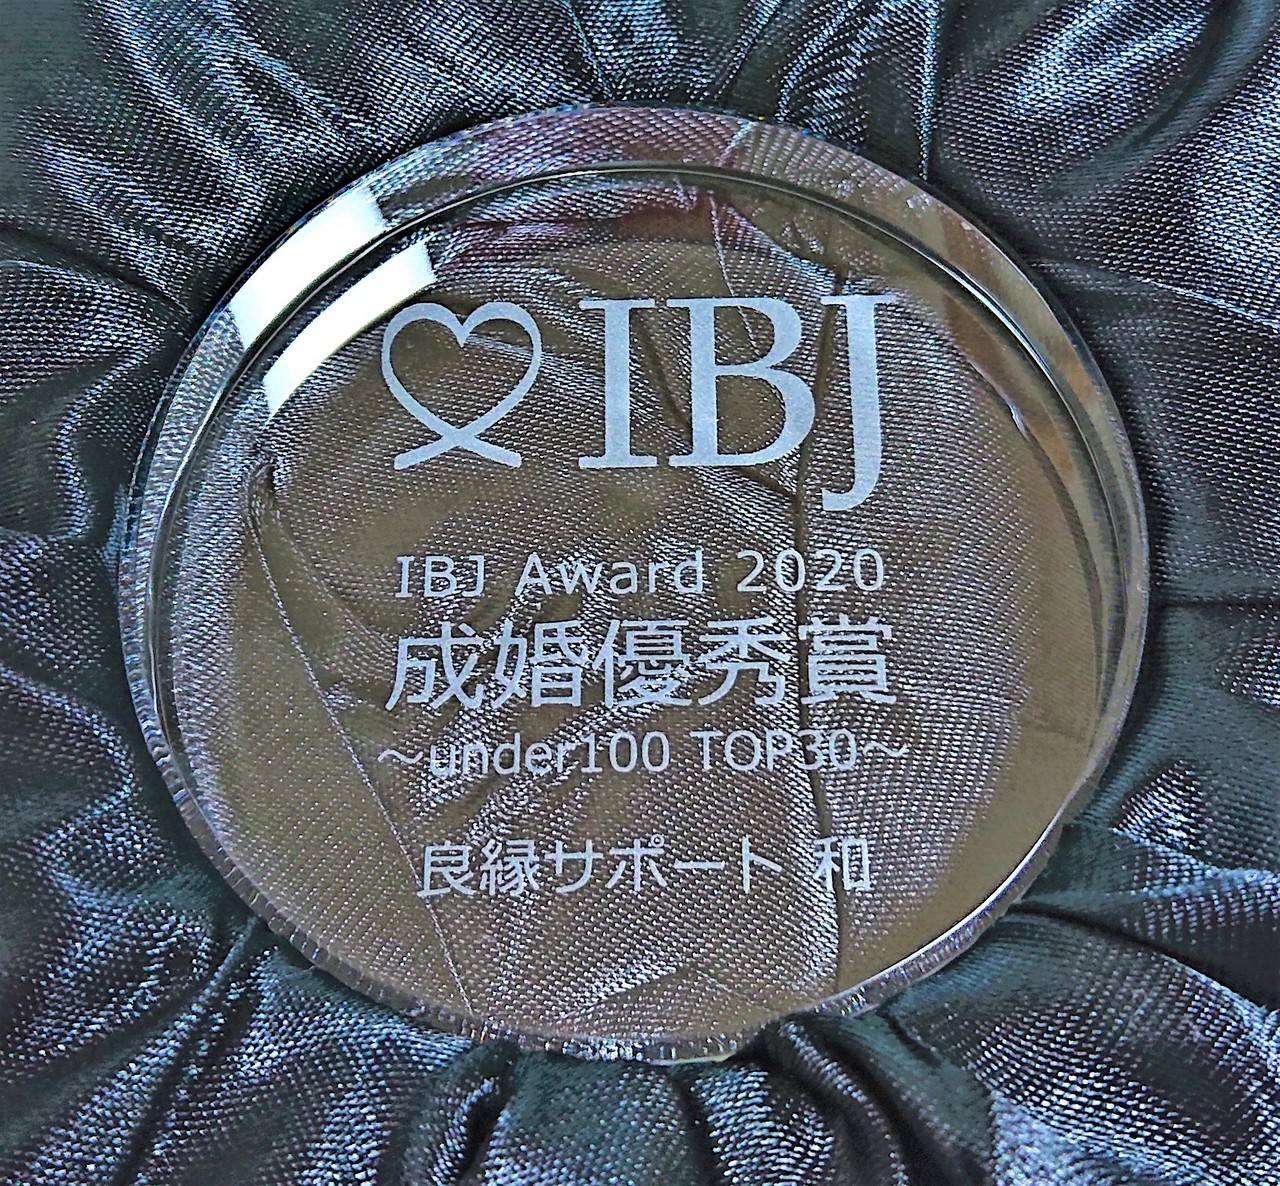 IBJ
IBJ Award 2020
成婚優秀賞
～under100 TOP30～
良縁サポート 和